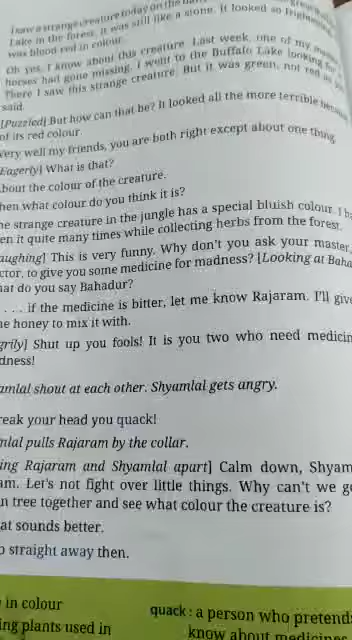 I saw a strange creature today on the
Lake in the forest. It was still like a stone. It looked so
was blood red in colour.
Oh yes, I know about this creature. Last week, one of my
horses had gone missing. I went to the Buffalo Lake looking for
There I saw this strange creature. But it was green, not red as you
said.
[Puzzled] But how can that be? It looked all the more terrible because
of its red colour.
very well my friends, you are both right except about one thing.
Eagerly] What is that?
bout the colour of the creature.
hen what colour do you think it is?
he strange creature in the jungle has a special bluish colour. I ha
en it quite many times while collecting herbs from the forest.
aughing] This is very funny. Why don't you ask your master,
ctor, to give you some medicine for madness? [Looking at Baha
hat do you say Bahadur?
. . . if the medicine is bitter, let me know Rajaram. I'll give
e honey to mix it with.
grily] Shut up you fools! It is you two who need medicin
dness!
amlal shout at each other. Shyamlal gets angry.
reak your head you quack!
mlal pulls Rajaram by the collar.
ing Rajaram and Shyamlal apart] Calm down, Shyam
am. Let's not fight over little things. Why can't we g
n tree together and see what colour the creature is?
at sounds better.
o straight away then.
in colour
quack : a person who pretends
ing plants used in
know about medicines